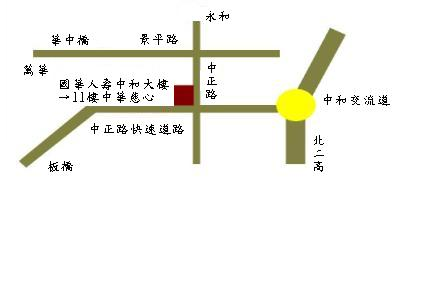 永和
華中橋
景平路
萬華
中正路
國華人壽中和大樓
→11樓中華慈心
中和交流道
中正路快速道路
北二高
板橋